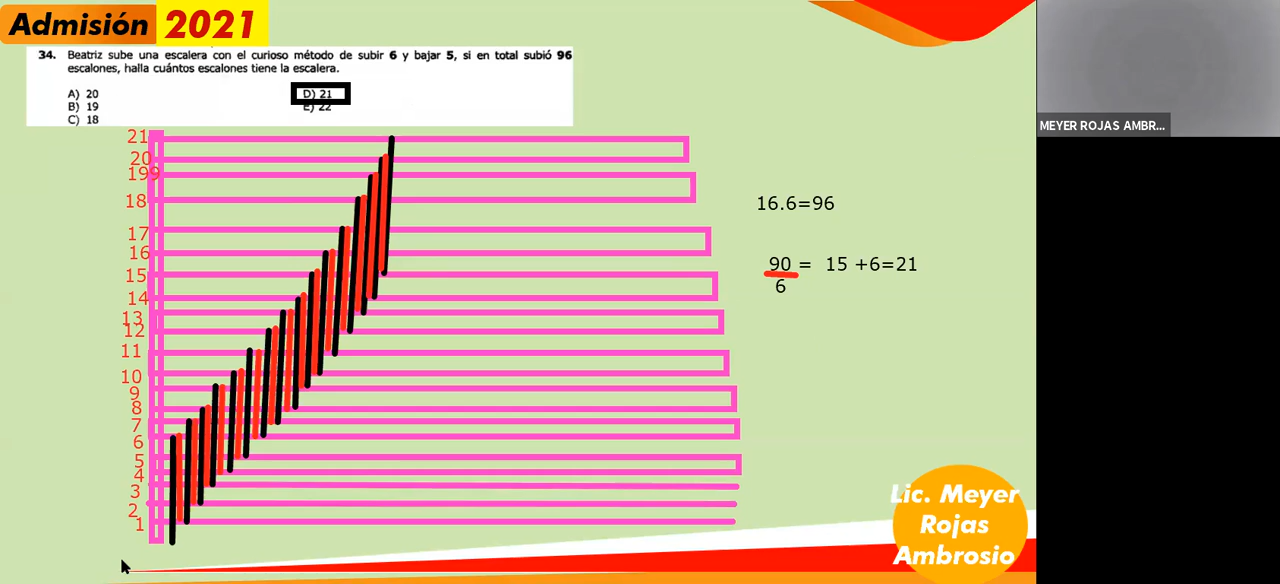 Admisión 2021
34. Beatriz sube una escalera con el curioso método de subir 6 y bajar 5, si en total subió 96
escalones, halla cuántos escalones tiene la escalera.
A) 20
D) 21
B) 19
E) 22
C) 18
MEYER ROJAS AMBR...
21
20
199
18
17
16
15
14
13
12
11
10
9
8
7
6
5
4
3
2
1
16.6=96
90 = 15 +6=21
6
Lic. Meyer
Rojas
Ambrosio